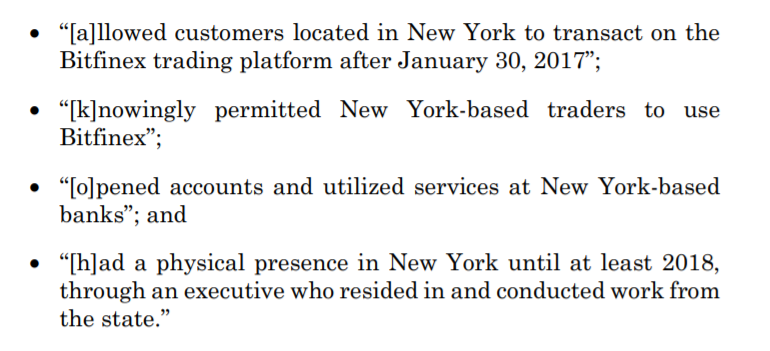 • “[a]llowed customers located in New York to transact on the
Bitfinex trading platform after January 30, 2017”;
• “[k]nowingly permitted New York-based traders to use
Bitfinex”;
• “[o]pened accounts and utilized services at New York-based
banks”; and
• “[h]ad a physical presence in New York until at least 2018,
through an executive who resided in and conducted work from
the state.”